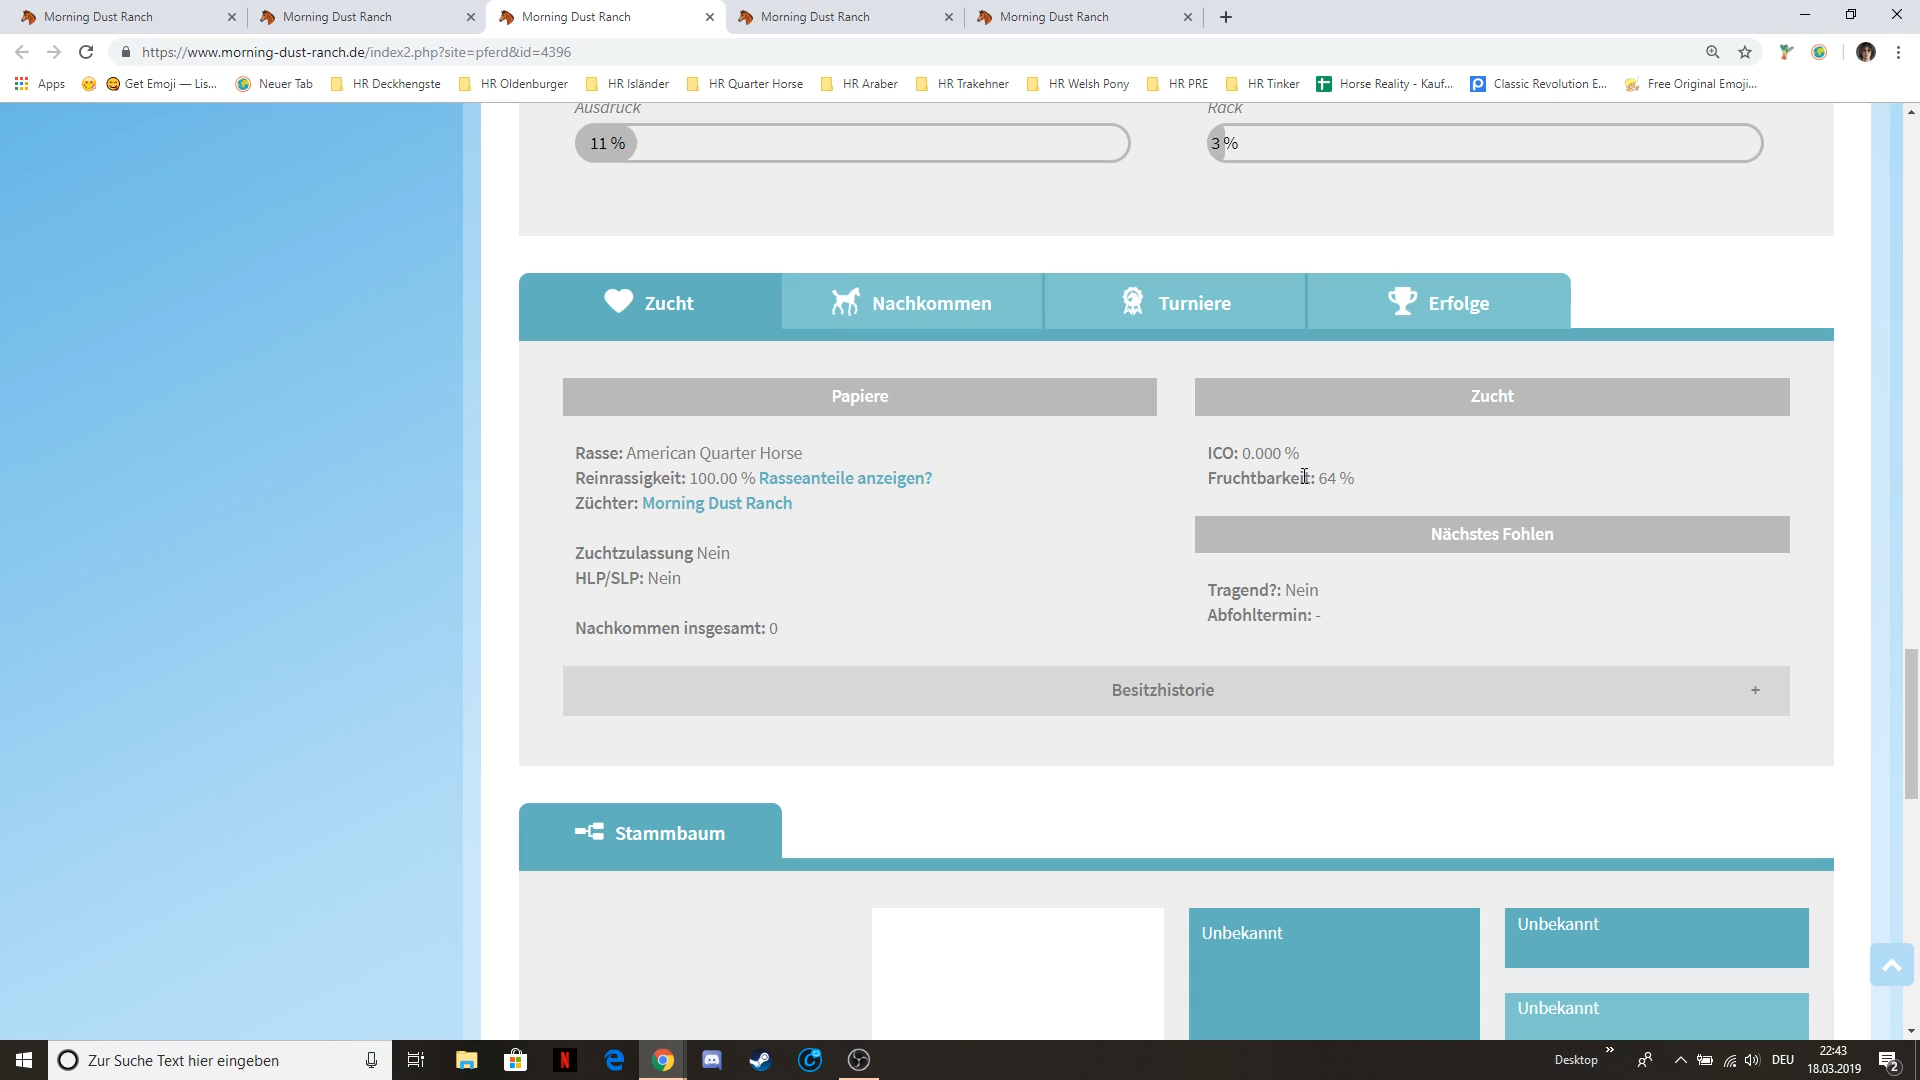 Morning Dust Ranch
Morning Dust Ranch
Morning Dust Ranch
Morning Dust Ranch
Morning Dust Ranch
https://www.morning-dust-ranch.de/index2.php?site=pferd&id=4396
Apps
Get Emoji — Lis...
Neuer Tab
HR Deckhengste
HR Oldenburger
HR Isländer
HR Quarter Horse
HR Araber
HR Trakehner
HR Welsh Pony
HR PRE
HR Tinker
Horse Reality - Kauf...
Classic Revolution E...
Free Original Emoji...
Ausdruck
Rack
11 %
3 %
Zucht
Nachkommen
Turniere
Erfolge
Papiere
Zucht
Rasse: American Quarter Horse
Reinrassigkeit: 100.00 % Rasseanteile anzeigen?
Züchter: Morning Dust Ranch
ICO: 0.000 %
Fruchtbarkeit: 64 %
Zuchtzulassung Nein
HLP/SLP: Nein
Nachkommen insgesamt: 0
Nächstes Fohlen
Tragend?: Nein
Abfohltermin: -
Besitzhistorie +
Stammbaum
Unbekannt
Unbekannt
Unbekannt
Zur Suche Text hier eingeben
Desktop
DEU
22:43
18.03.2019
2